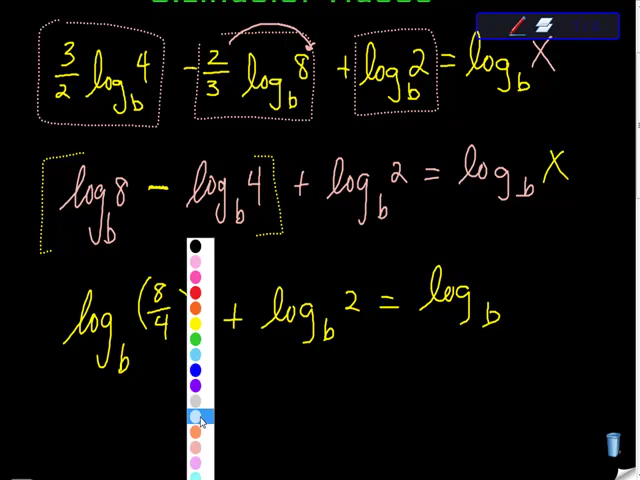 3/2 log_b 4 - 2/3 log_b 8 + log_b 2 = log_b x
log_b 8 - log_b 4 + log_b 2 = log_b x
log_b (8/4) + log_b 2 = log_b